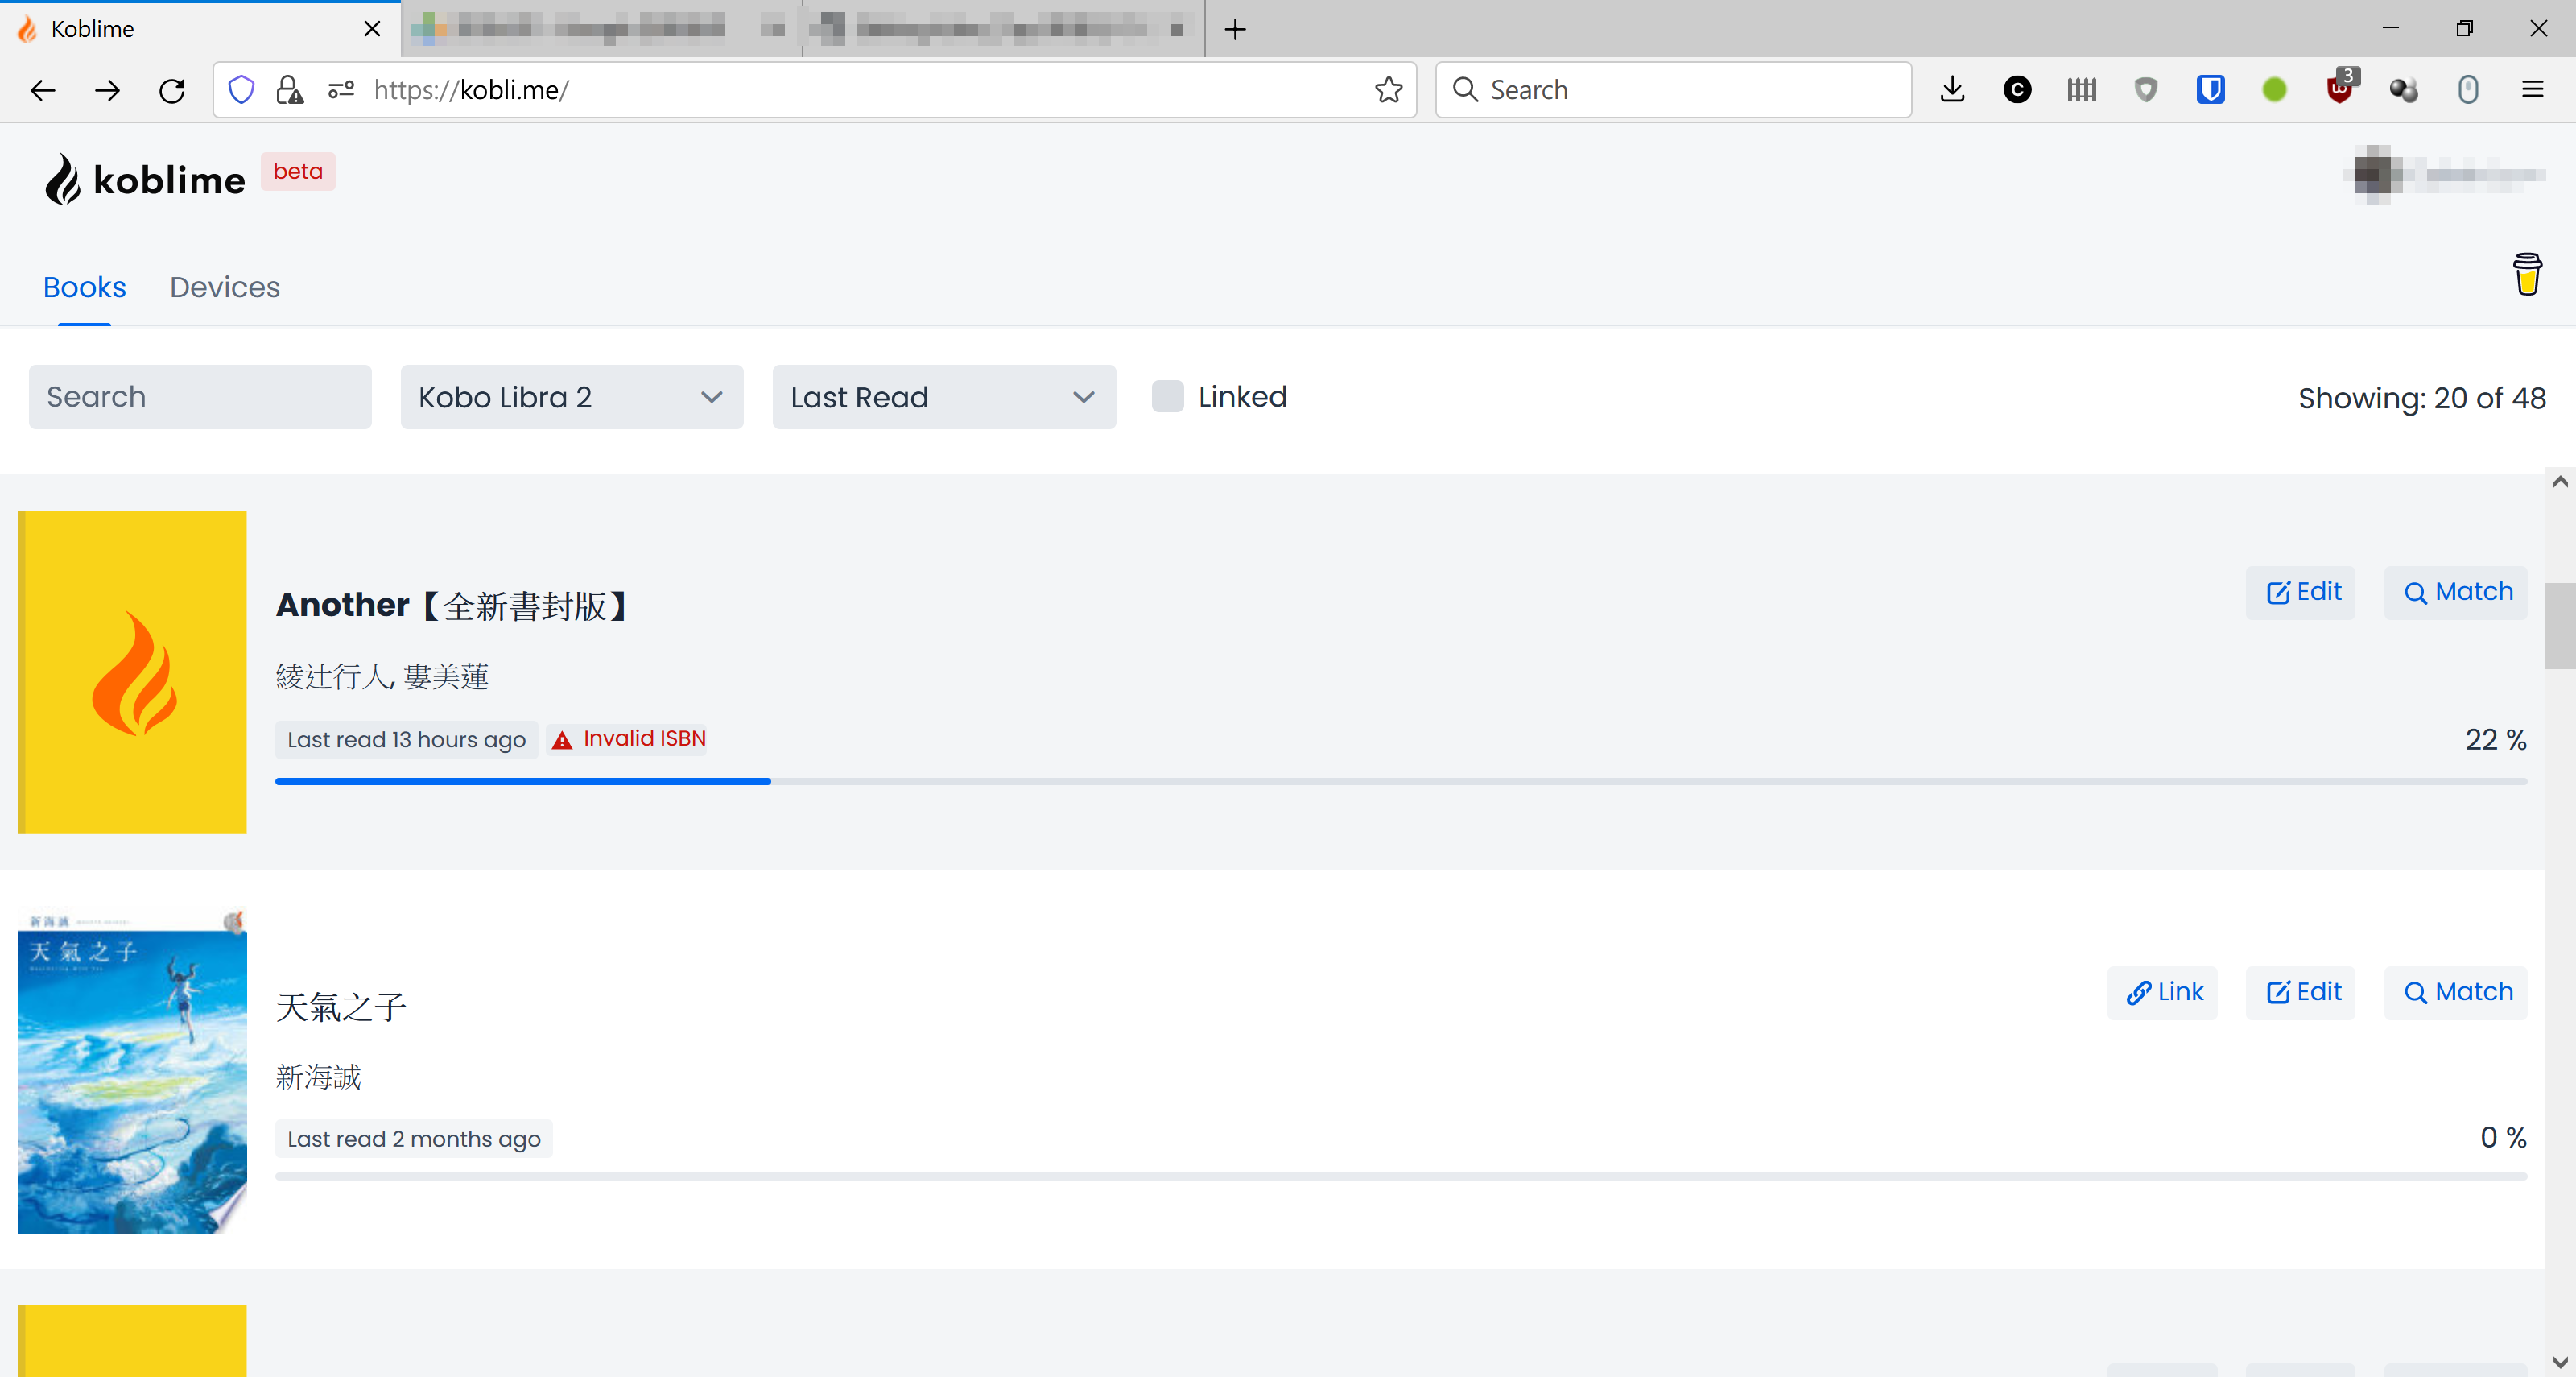 Koblime
https://kobli.me/
Search
3
koblime beta
Books Devices
Search Kobo Libra 2 Last Read Linked Showing: 20 of 48
Another【全新書封版】
Edit Match
綾辻行人, 婁美蓮
Last read 13 hours ago Invalid ISBN 22 %
新海誠
天氣之子
天氣之子
Link Edit Match
新海誠
Last read 2 months ago 0 %